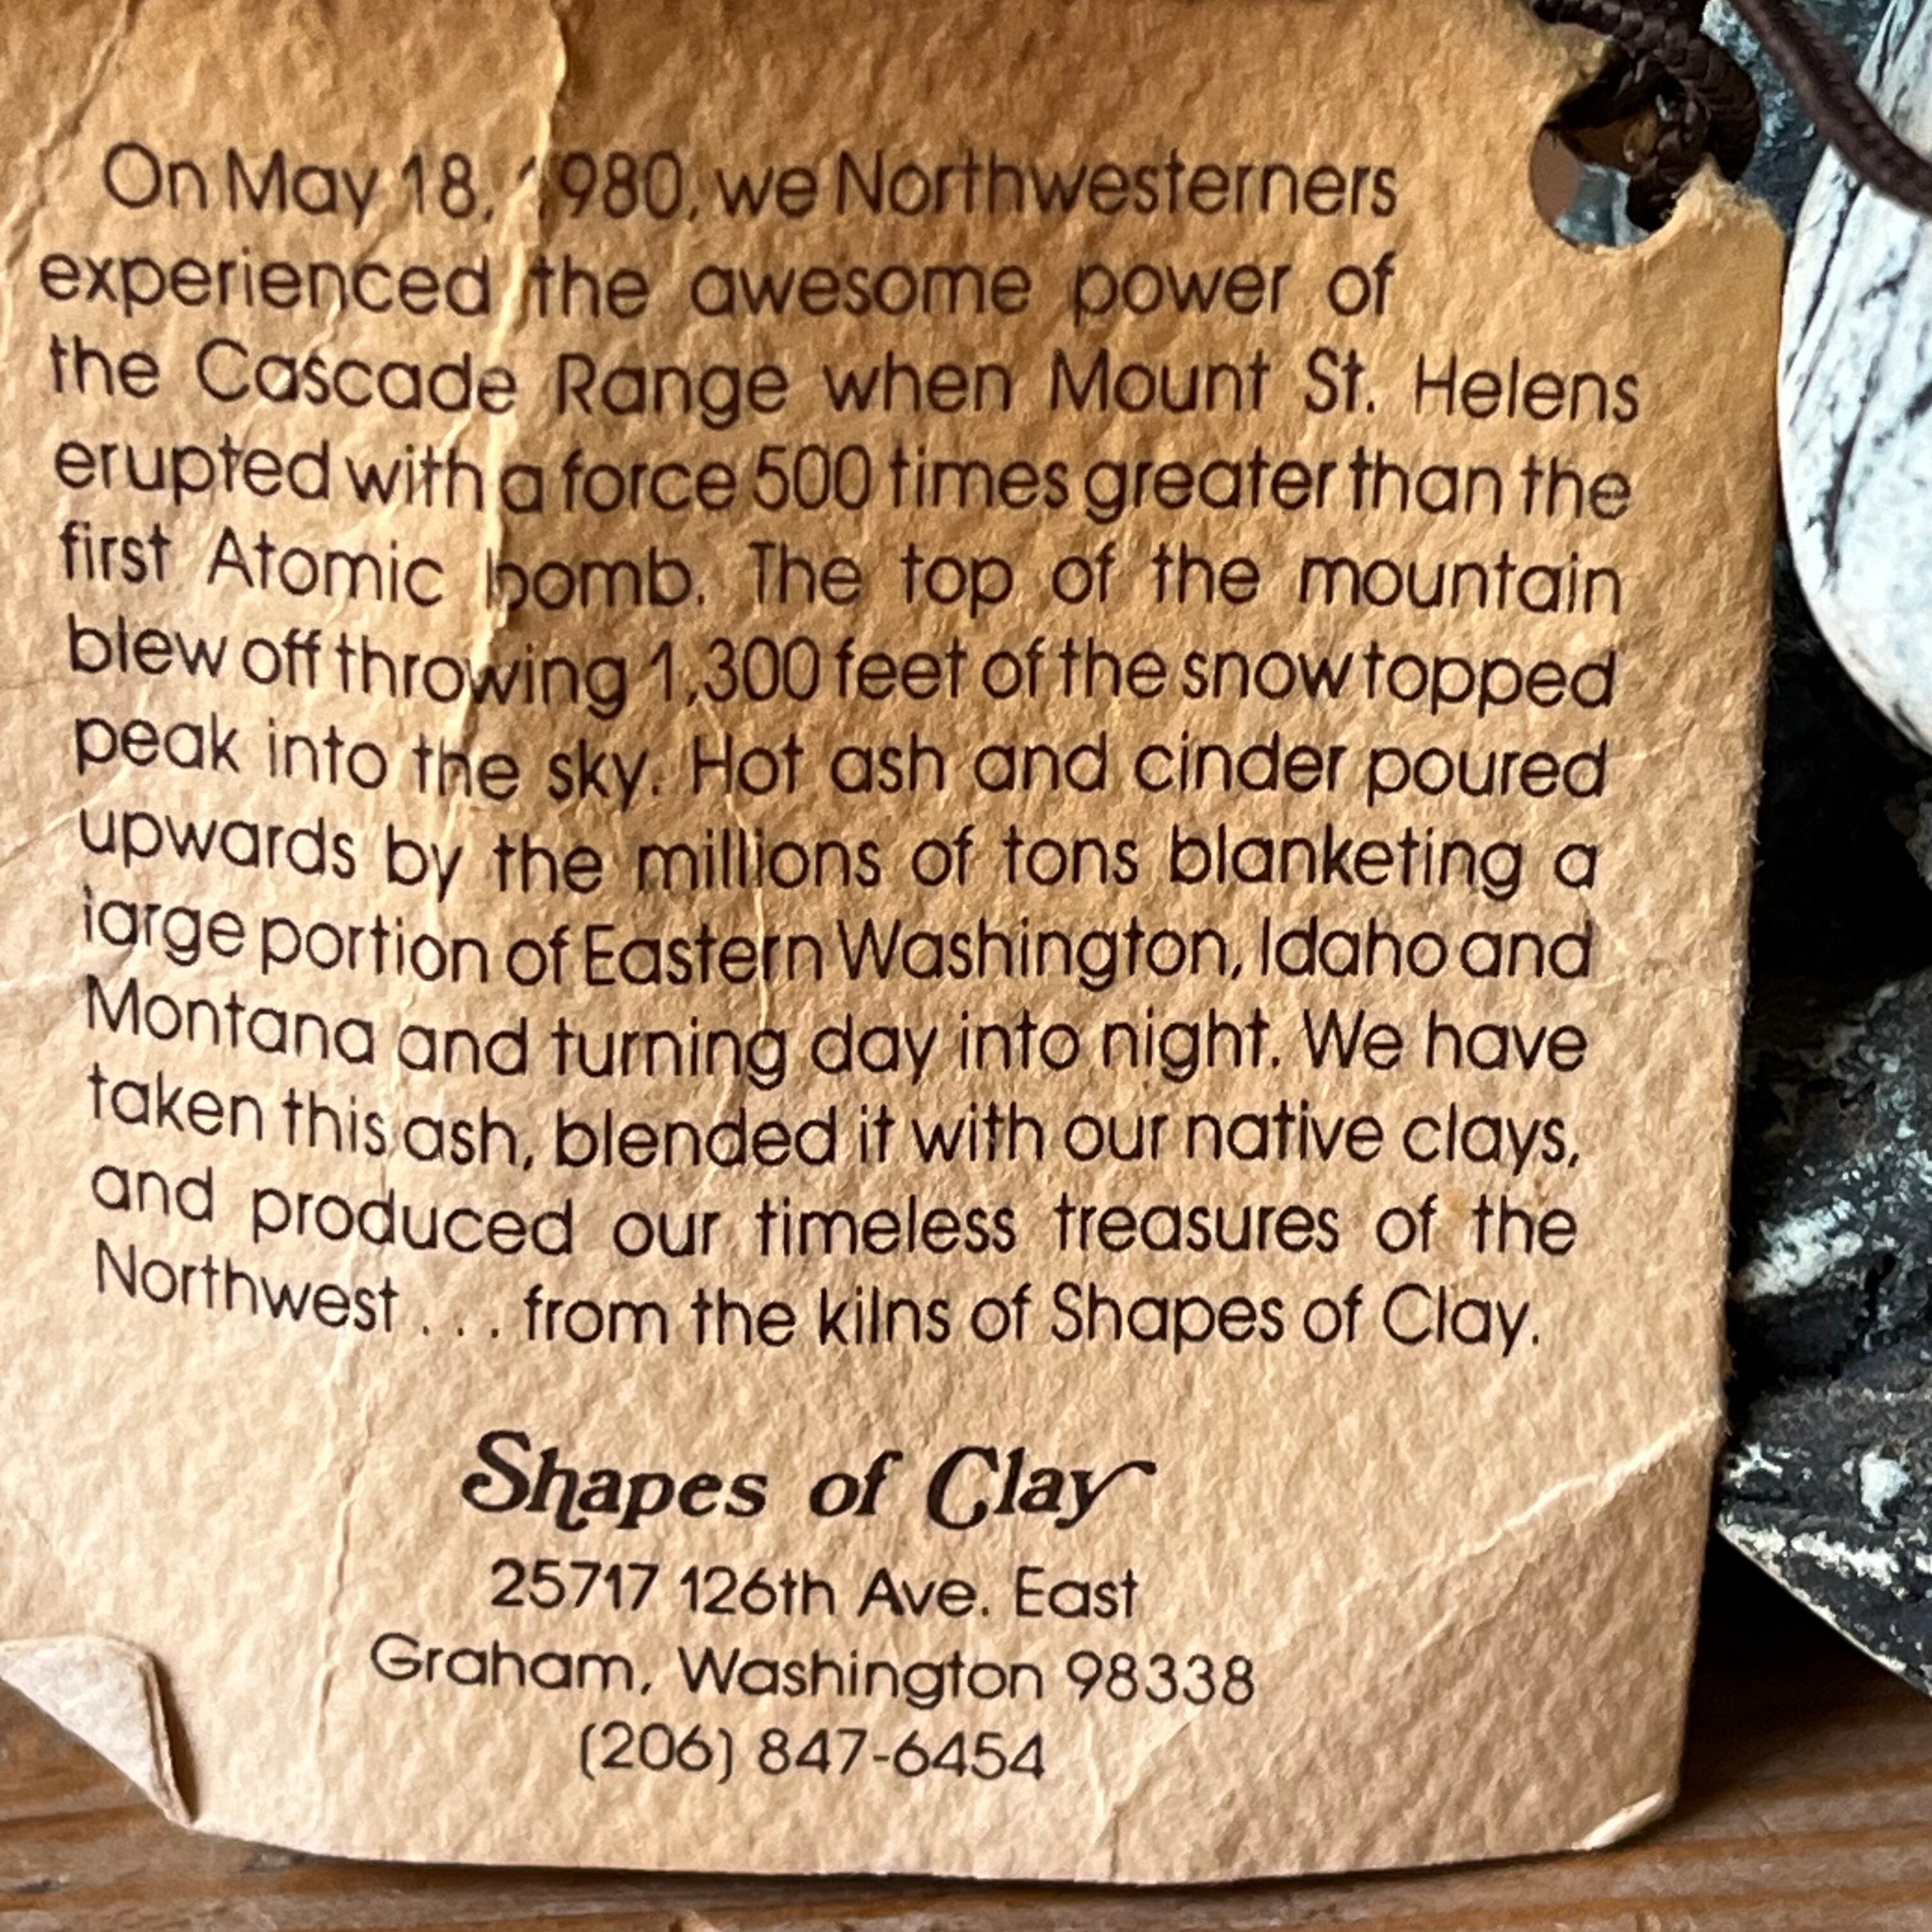 On May 18, 1980, we Northwesterners
experienced the awesome power of
the Cascade Range when Mount St. Helens
erupted with a force 500 times greater than the
first Atomic bomb. The top of the mountain
blew off throwing 1,300 feet of the snow topped
peak into the sky. Hot ash and cinder poured
upwards by the millions of tons blanketing a
large portion of Eastern Washington, Idaho and
Montana and turning day into night. We have
taken this ash, blended it with our native clays,
and produced our timeless treasures of the
Northwest . . . from the kilns of Shapes of Clay.
Shapes of Clay
25717 126th Ave. East
Graham, Washington 98338
(206) 847-6454